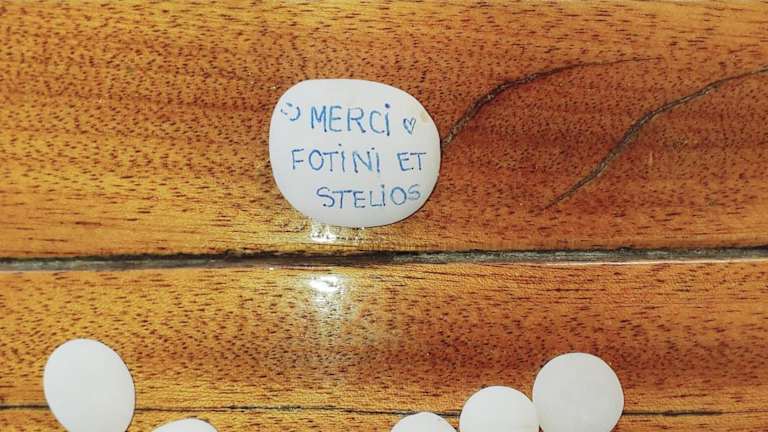 MERCi
FOTiNi ET
STELiOS